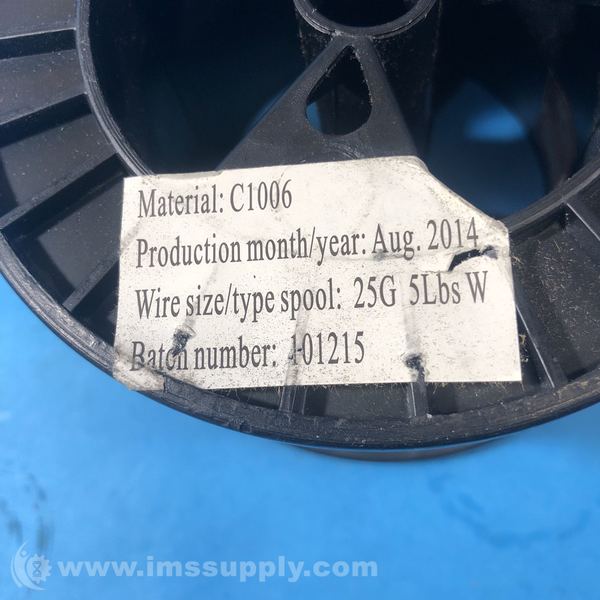 Material: C1006
Production month/year: Aug. 2014
Wire size/type spool: 25G 5Lbs W
Batch number: 1-01215
www.imssupply.com